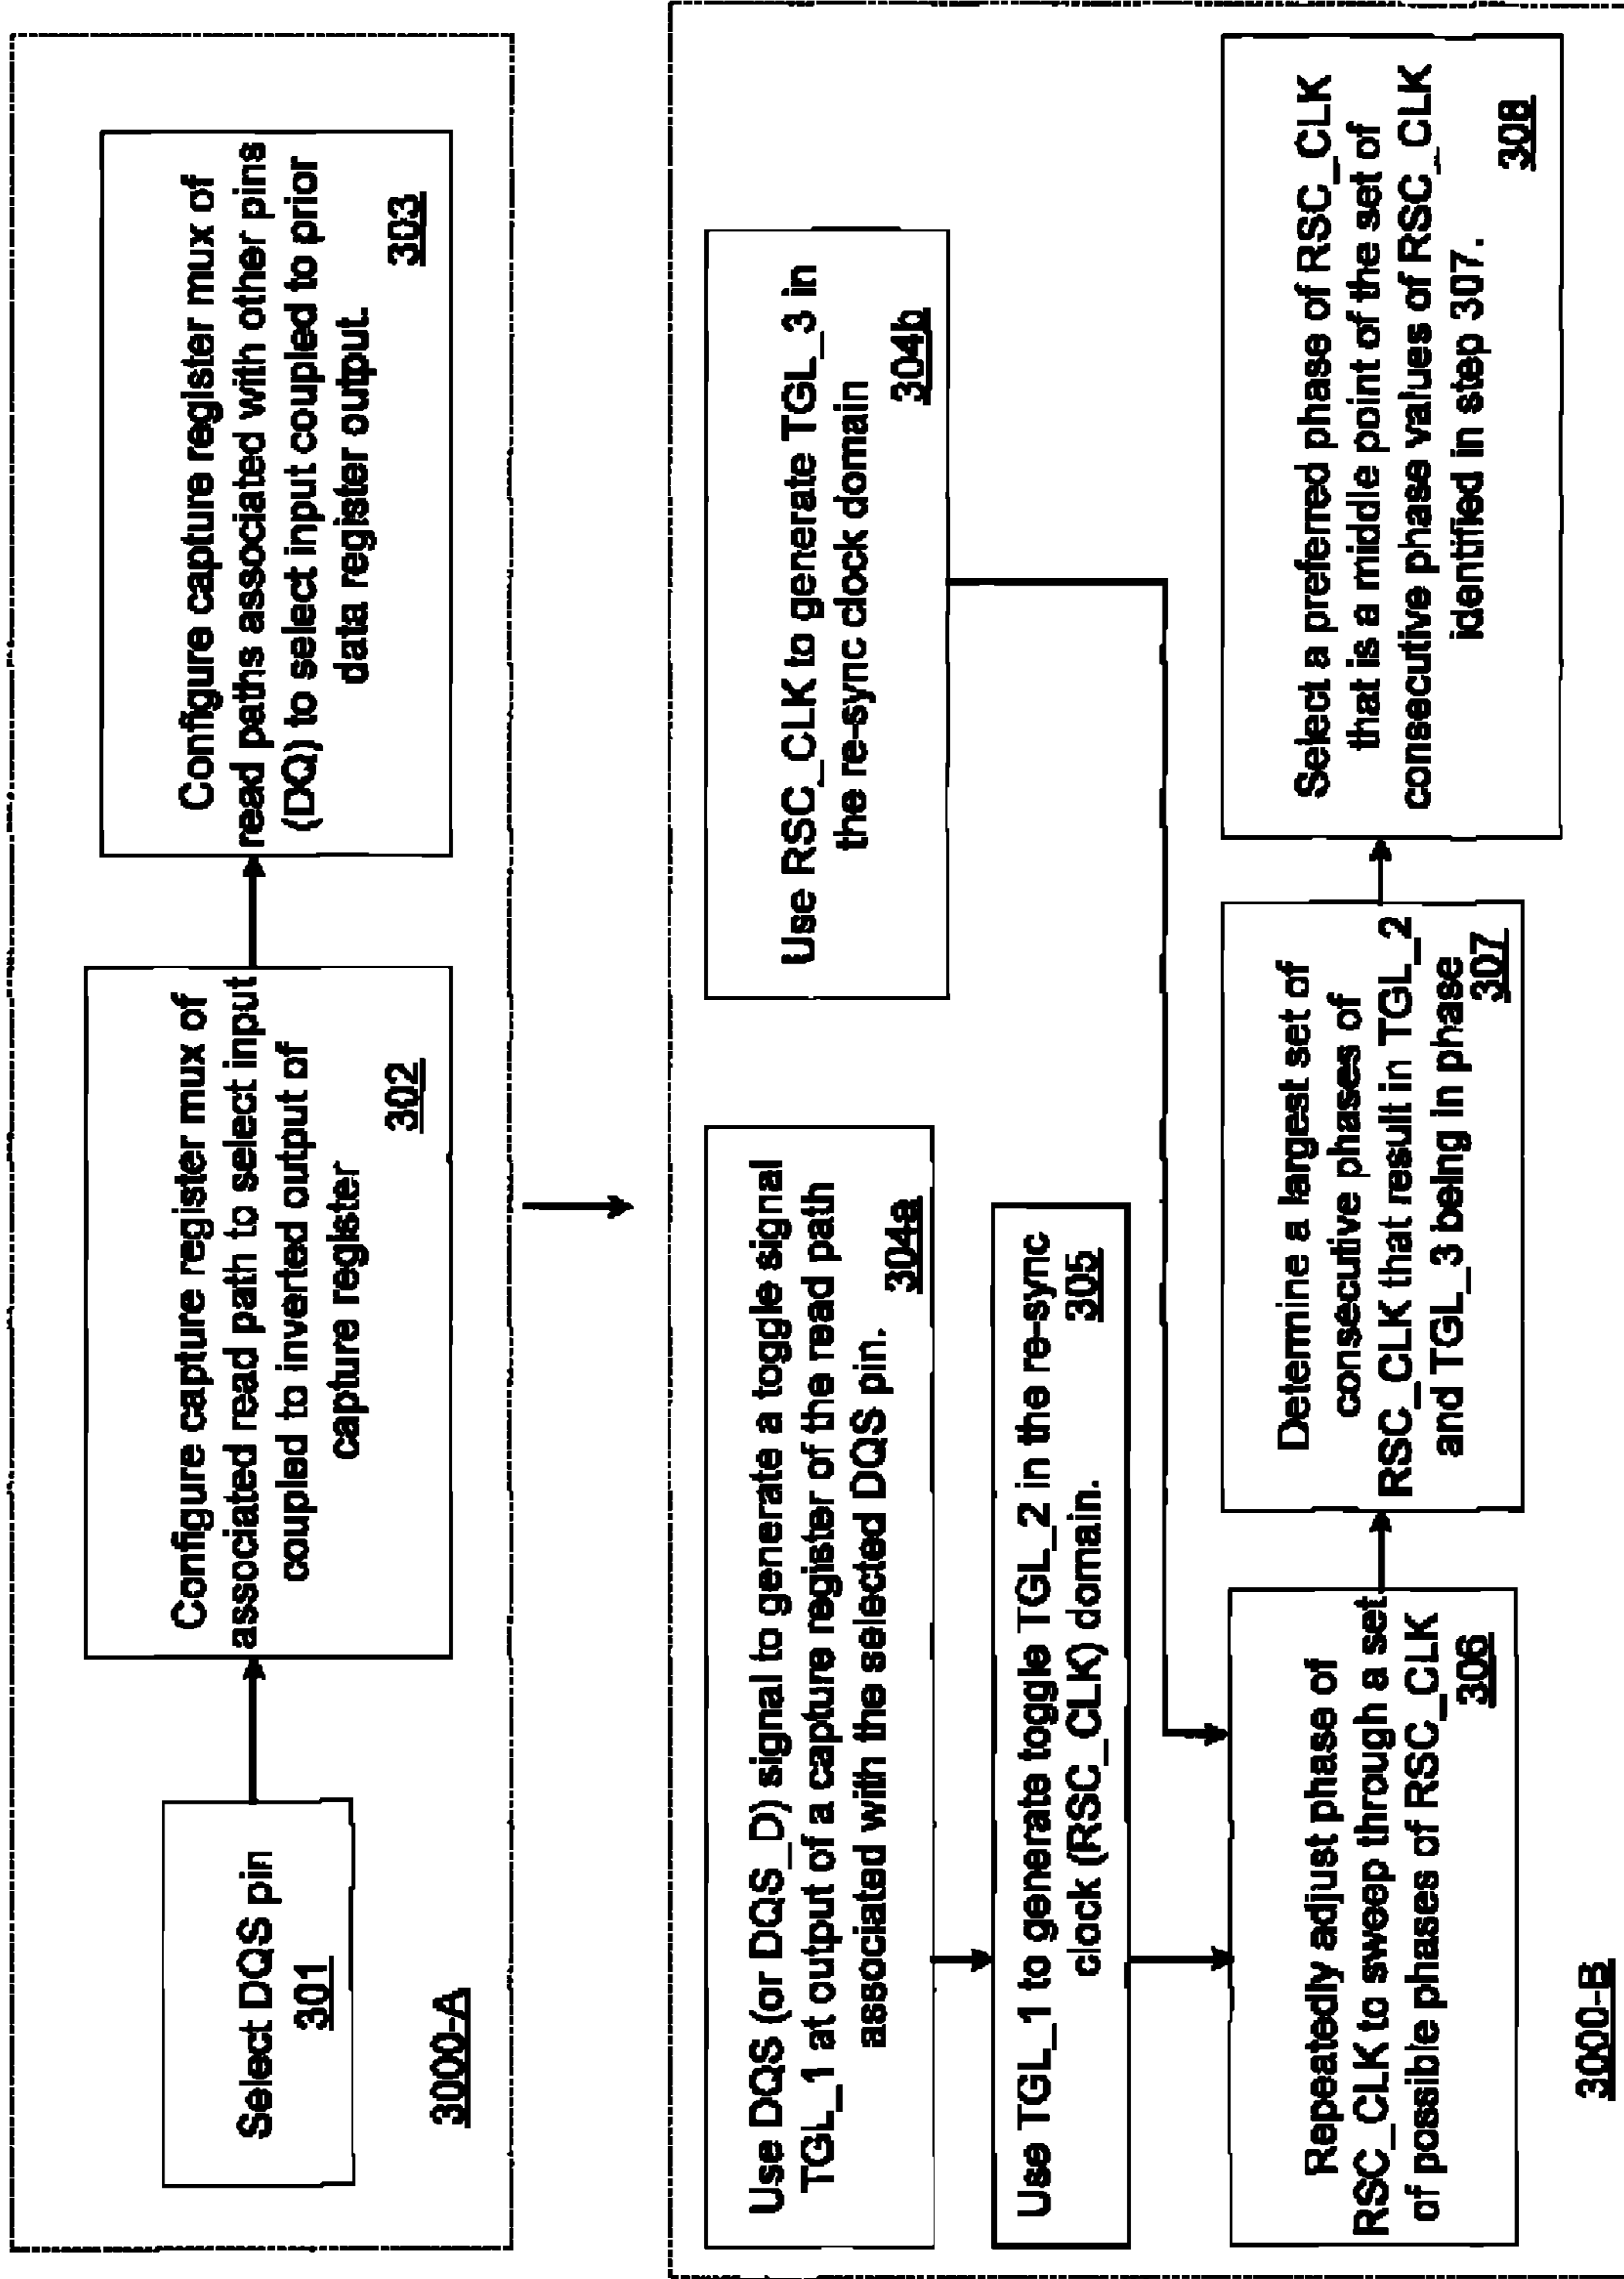 Select DQS pin
301
Configure capture register mux of
associated read path to select input
coupled to inverted output of
capture register
302
Configure capture register mux of
read paths associated with other pins
(DQ) to select input coupled to prior
data register output.
303
3000-A
Use DQS (or DQS_D) signal to generate a toggle signal
TGL_1 at output of a capture register of the read path
associated with the selected DQS pin.
304a
Use RSC_CLK to generate TGL_3 in
the re-sync clock domain
304b
Use TGL_1 to generate toggle TGL_2 in the re-sync
clock (RSC_CLK) domain.
305
Repeatedly adjust phase of
RSC_CLK to sweep through a set
of possible phases of RSC_CLK
306
Determine a largest set of
consecutive phases of
RSC_CLK that result in TGL_2
and TGL_3 being in phase
307
Select a preferred phase of RSC_CLK
that is a middle point of the set of
consecutive phase values of RSC_CLK
identified in step 307.
308
3000-B